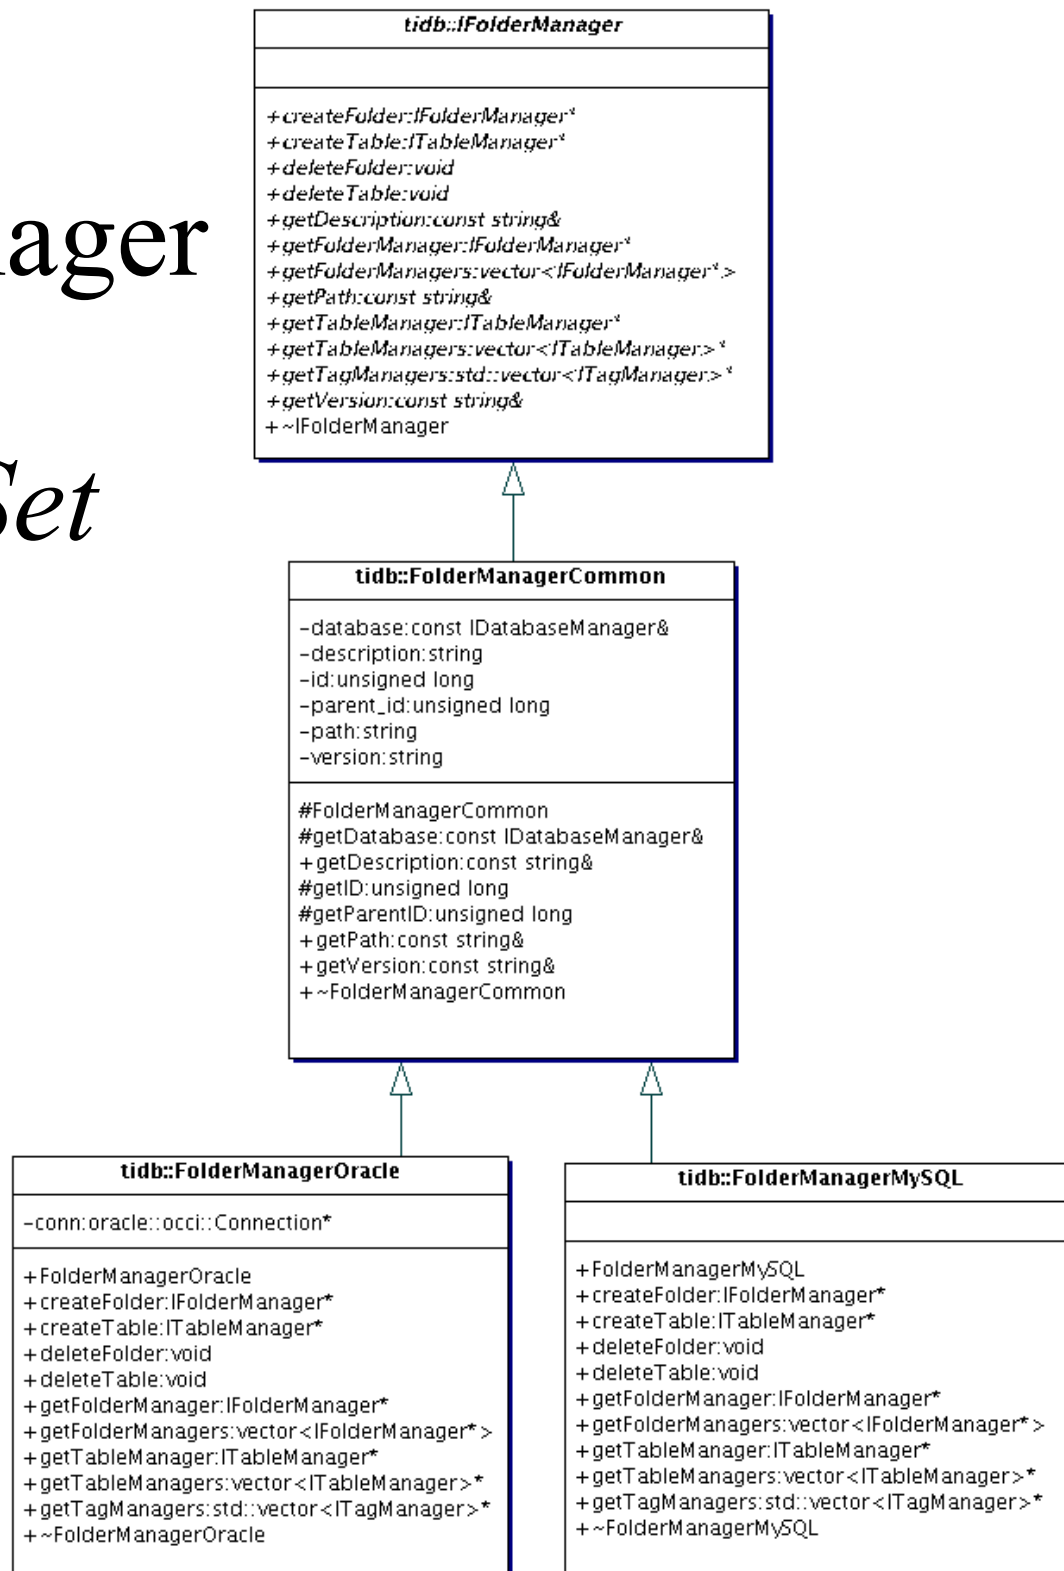 tidb::IFolderManager
+createFolder:IFolderManager*
+createTable:ITableManager*
+deleteFolder:void
+deleteTable:void
+getDescription:const string&
+getFolderManager:IFolderManager*
+getFolderManagers:vector<IFolderManager*>
+getPath:const string&
+getTableManager:ITableManager*
+getTableManagers:vector<ITableManager>*
+getTagManagers:std::vector<ITagManager>*
+getVersion:const string&
+~IFolderManager
ager
Set
tidb::FolderManagerCommon
-database:const IDatabaseManager&
-description:string
-id:unsigned long
-parent_id:unsigned long
-path:string
-version:string
#FolderManagerCommon
#getDatabase:const IDatabaseManager&
+getDescription:const string&
#getID:unsigned long
#getParentID:unsigned long
+getPath:const string&
+getVersion:const string&
+~FolderManagerCommon
tidb::FolderManagerOracle
-conn:oracle::occi::Connection*
+FolderManagerOracle
+createFolder:IFolderManager*
+createTable:ITableManager*
+deleteFolder:void
+deleteTable:void
+getFolderManager:IFolderManager*
+getFolderManagers:vector<IFolderManager*>
+getTableManager:ITableManager*
+getTableManagers:vector<ITableManager>*
+getTagManagers:std::vector<ITagManager>*
+~FolderManagerOracle
tidb::FolderManagerMySQL
+FolderManagerMySQL
+createFolder:IFolderManager*
+createTable:ITableManager*
+deleteFolder:void
+deleteTable:void
+getFolderManager:IFolderManager*
+getFolderManagers:vector<IFolderManager*>
+getTableManager:ITableManager*
+getTableManagers:vector<ITableManager>*
+getTagManagers:std::vector<ITagManager>*
+~FolderManagerMySQL